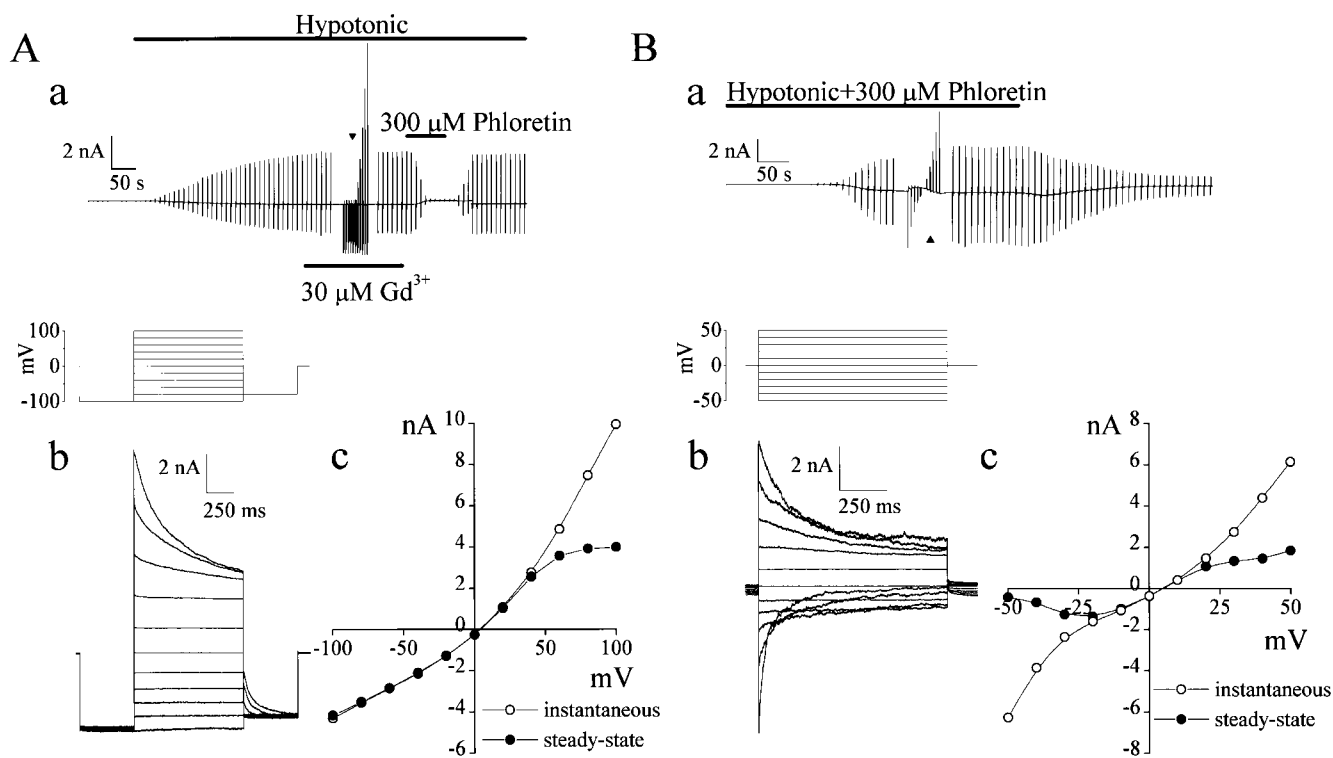 Hypotonic
A
a
300 µM Phloretin
2 nA
50 s
30 µM Gd3+
100
0
-100
mV
b
2 nA
250 ms
c
nA
10
8
6
4
2
0
-2
-4
-6
-100
-50
50
100
mV
instantaneous
steady-state
B
a
Hypotonic+300 µM Phloretin
2 nA
50 s
50
0
-50
mV
b
2 nA
250 ms
c
nA
8
6
4
2
0
-2
-4
-6
-8
-50
-25
25
50
mV
instantaneous
steady-state